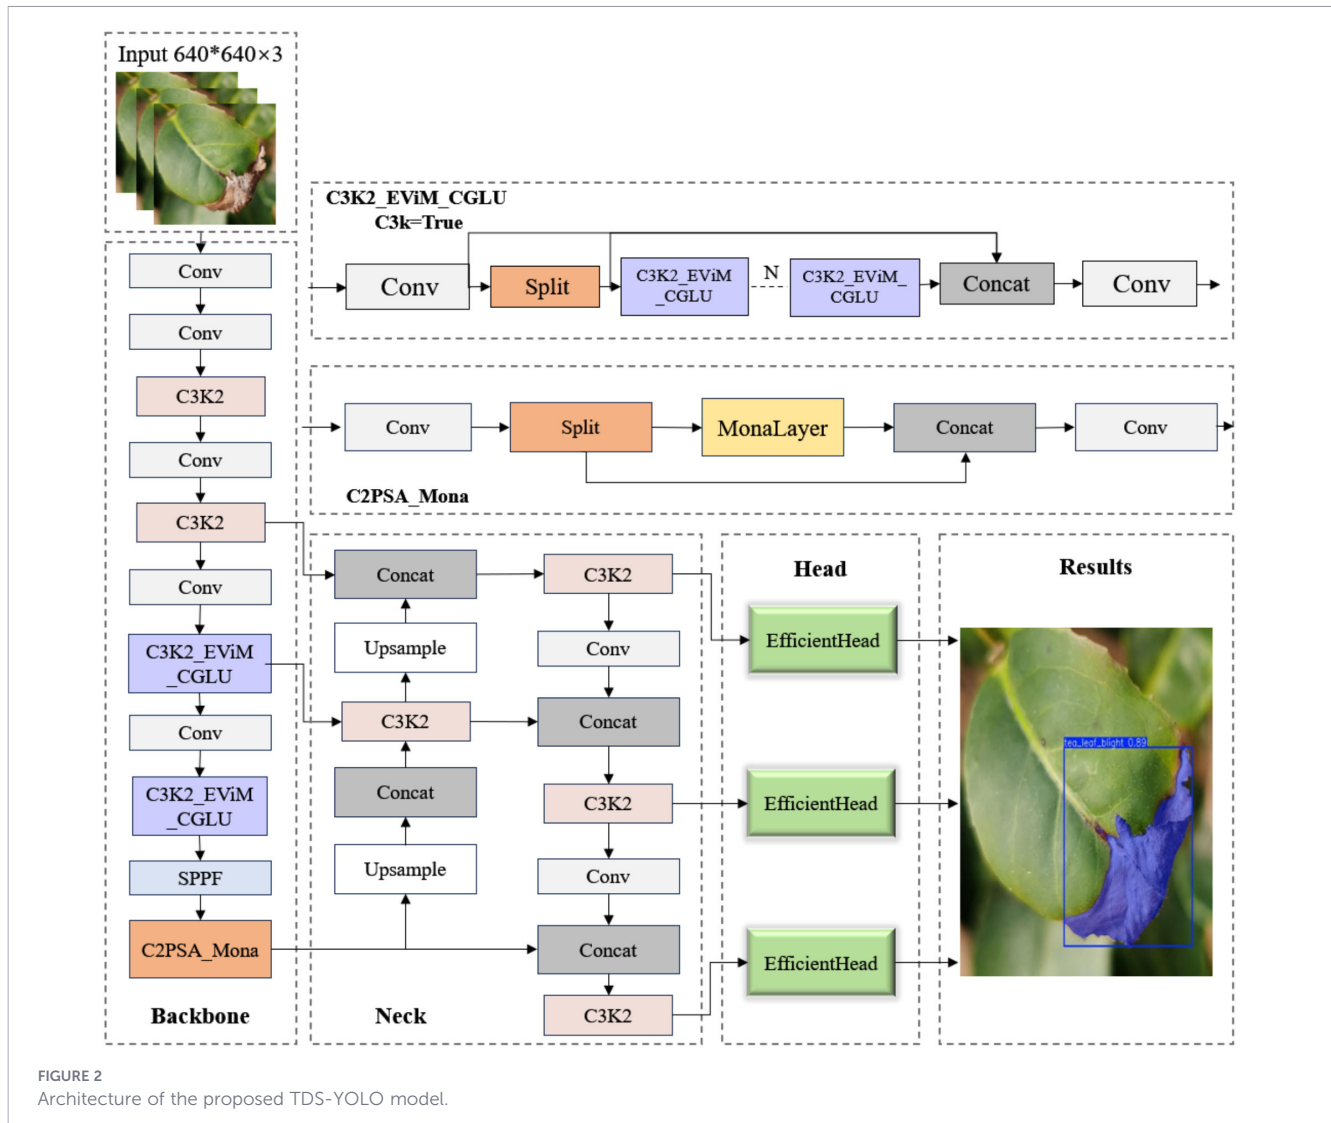 Input 640*640×3
Conv
Conv
C3K2
Conv
C3K2
Conv
C3K2_EViM
_CGLU
Conv
C3K2_EViM
_CGLU
SPPF
C2PSA_Mona
Backbone
C3K2_EViM_CGLU
C3k=True
Conv
Split
C3K2_EViM
_CGLU
N
C3K2_EViM_
CGLU
Concat
Conv
Conv
Split
MonaLayer
Concat
Conv
C2PSA_Mona
Concat
Upsample
C3K2
Concat
Upsample
Neck
C3K2
Conv
Concat
C3K2
Conv
Concat
C3K2
Head
EfficientHead
EfficientHead
EfficientHead
Results
tea_leaf_blight 0.89
FIGURE 2
Architecture of the proposed TDS-YOLO model.